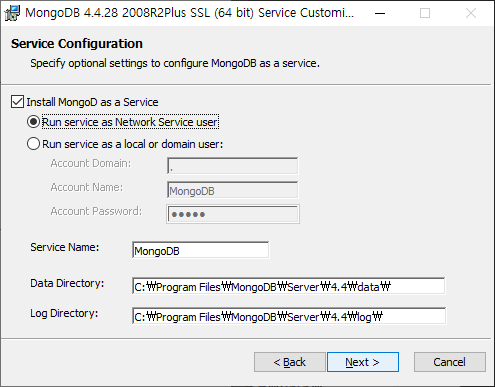 MongoDB 4.4.28 2008R2Plus SSL (64 bit) Service Customi...
Service Configuration
Specify optional settings to configure MongoDB as a service.
Install MongoD as a Service
Run service as Network Service user
Run service as a local or domain user:
Account Domain: .
Account Name: MongoDB
Account Password: ●●●●●
Service Name: MongoDB
Data Directory: C:₩Program Files₩MongoDB₩Server₩4.4₩data₩
Log Directory: C:₩Program Files₩MongoDB₩Server₩4.4₩log₩
< Back Next > Cancel